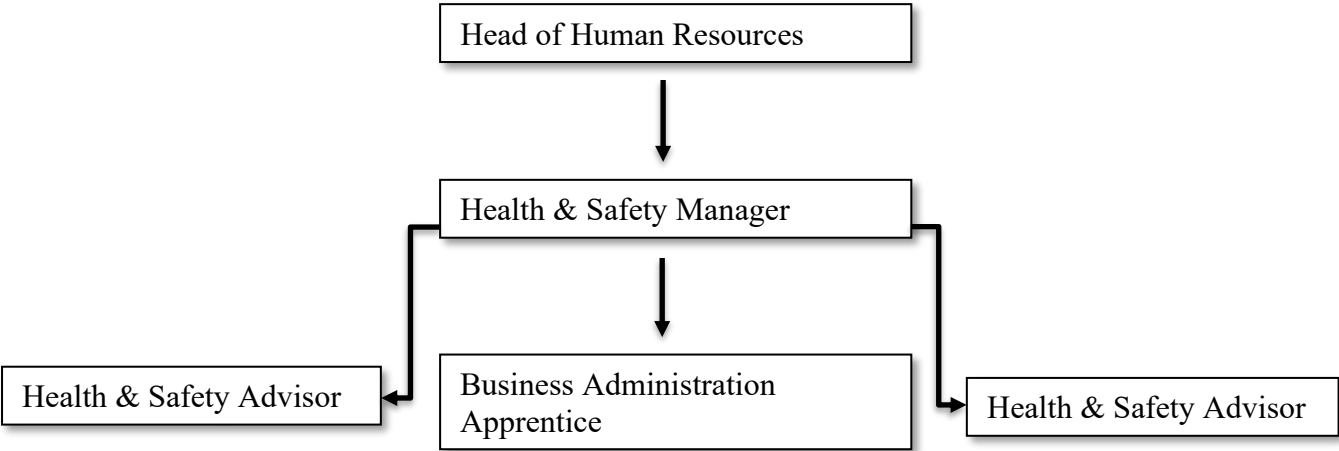 Head of Human Resources
Health & Safety Manager
Health & Safety Advisor
Business Administration
Apprentice
Health & Safety Advisor